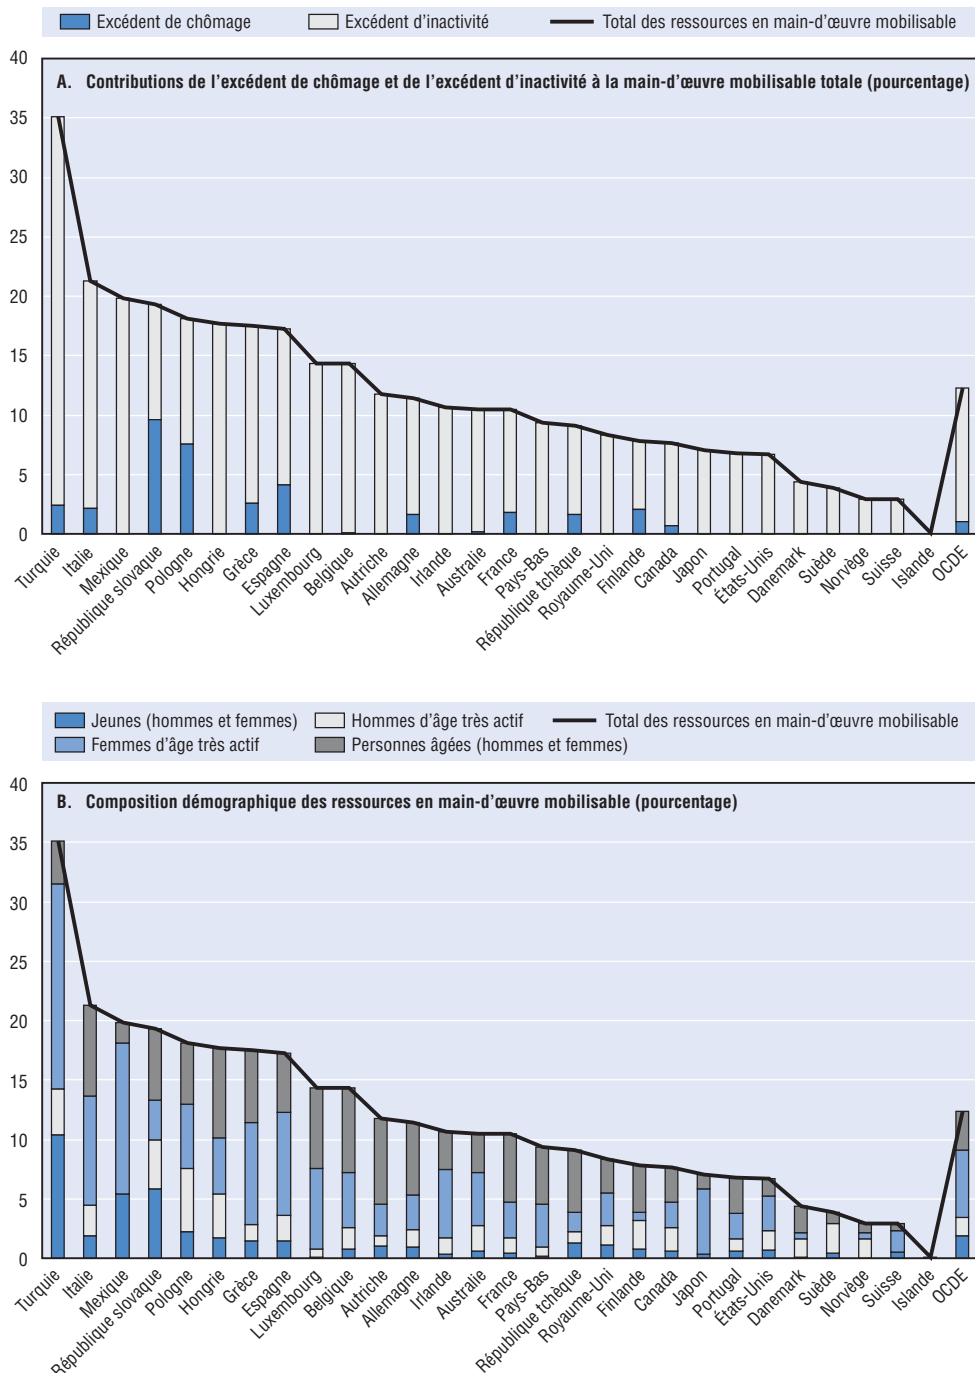 Excédent de chômage Excédent d'inactivité Total des ressources en main-d'œuvre mobilisable
A. Contributions de l'excédent de chômage et de l'excédent d'inactivité à la main-d'œuvre mobilisable totale (pourcentage)
40
35
30
25
20
15
10
5
0
Turquie
Italie
Mexique
République slovaque
Pologne
Hongrie
Grèce
Espagne
Luxembourg
Belgique
Autriche
Allemagne
Irlande
Australie
France
Pays-Bas
République tchèque
Royaume-Uni
Finlande
Canada
Japon
Portugal
États-Unis
Danemark
Suède
Norvège
Suisse
Islande
OCDE
Jeunes (hommes et femmes) Hommes d'âge très actif Total des ressources en main-d'œuvre mobilisable
Femmes d'âge très actif Personnes âgées (hommes et femmes)
B. Composition démographique des ressources en main-d'œuvre mobilisable (pourcentage)
40
35
30
25
20
15
10
5
0
Turquie
Italie
Mexique
République slovaque
Pologne
Hongrie
Grèce
Espagne
Luxembourg
Belgique
Autriche
Allemagne
Irlande
Australie
France
Pays-Bas
République tchèque
Royaume-Uni
Finlande
Canada
Japon
Portugal
États-Unis
Danemark
Suède
Norvège
Suisse
Islande
OCDE